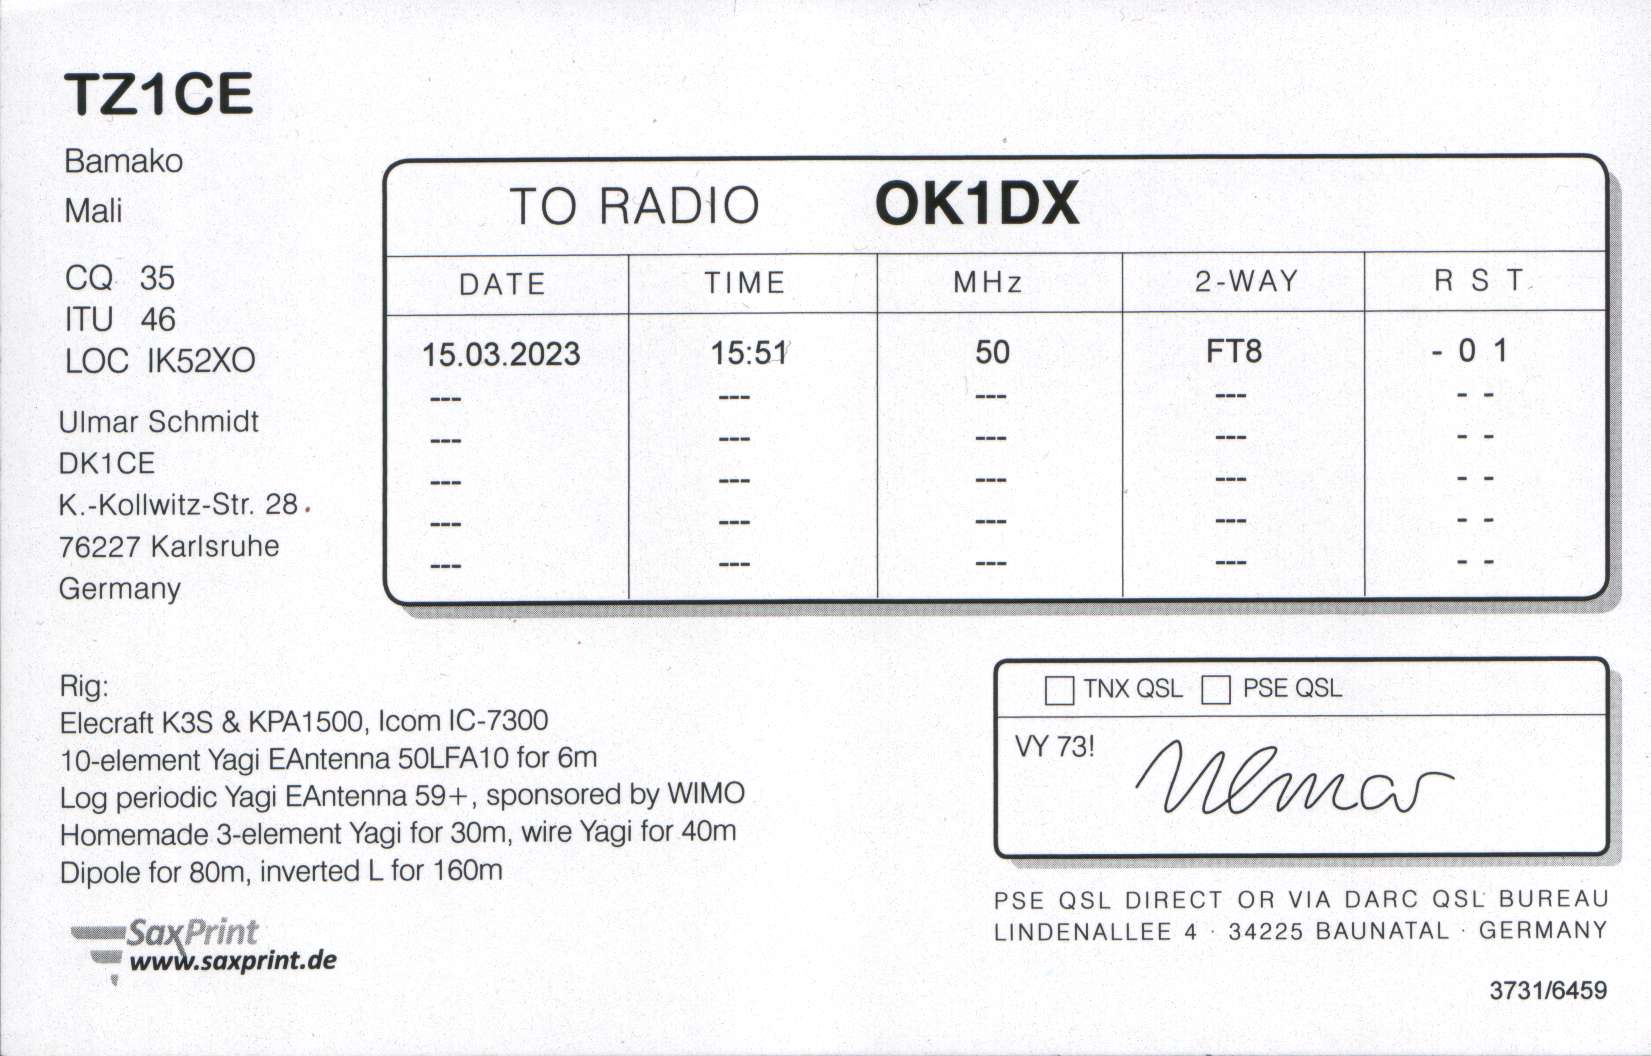 TZ1CE
Bamako
Mali
CQ 35
ITU 46
LOC IK52XO
Ulmar Schmidt
DK1CE
K.-Kollwitz-Str. 28
76227 Karlsruhe
Germany
TO RADIO OK1DX
DATE TIME MHz 2-WAY R S T
15.03.2023 15:51 50 FT8 - 0 1
--- --- --- --- - -
--- --- --- --- - -
--- --- --- --- - -
--- --- --- --- - -
--- --- --- --- - -
Rig:
Elecraft K3S & KPA1500, Icom IC-7300
10-element Yagi EAntenna 50LFA10 for 6m
Log periodic Yagi EAntenna 59+, sponsored by WIMO
Homemade 3-element Yagi for 30m, wire Yagi for 40m
Dipole for 80m, inverted L for 160m
SaxPrint
www.saxprint.de
TNX QSL PSE QSL
VY 73!
Ulmar
PSE QSL DIRECT OR VIA DARC QSL BUREAU
LINDENALLEE 4 · 34225 BAUNATAL · GERMANY
3731/6459